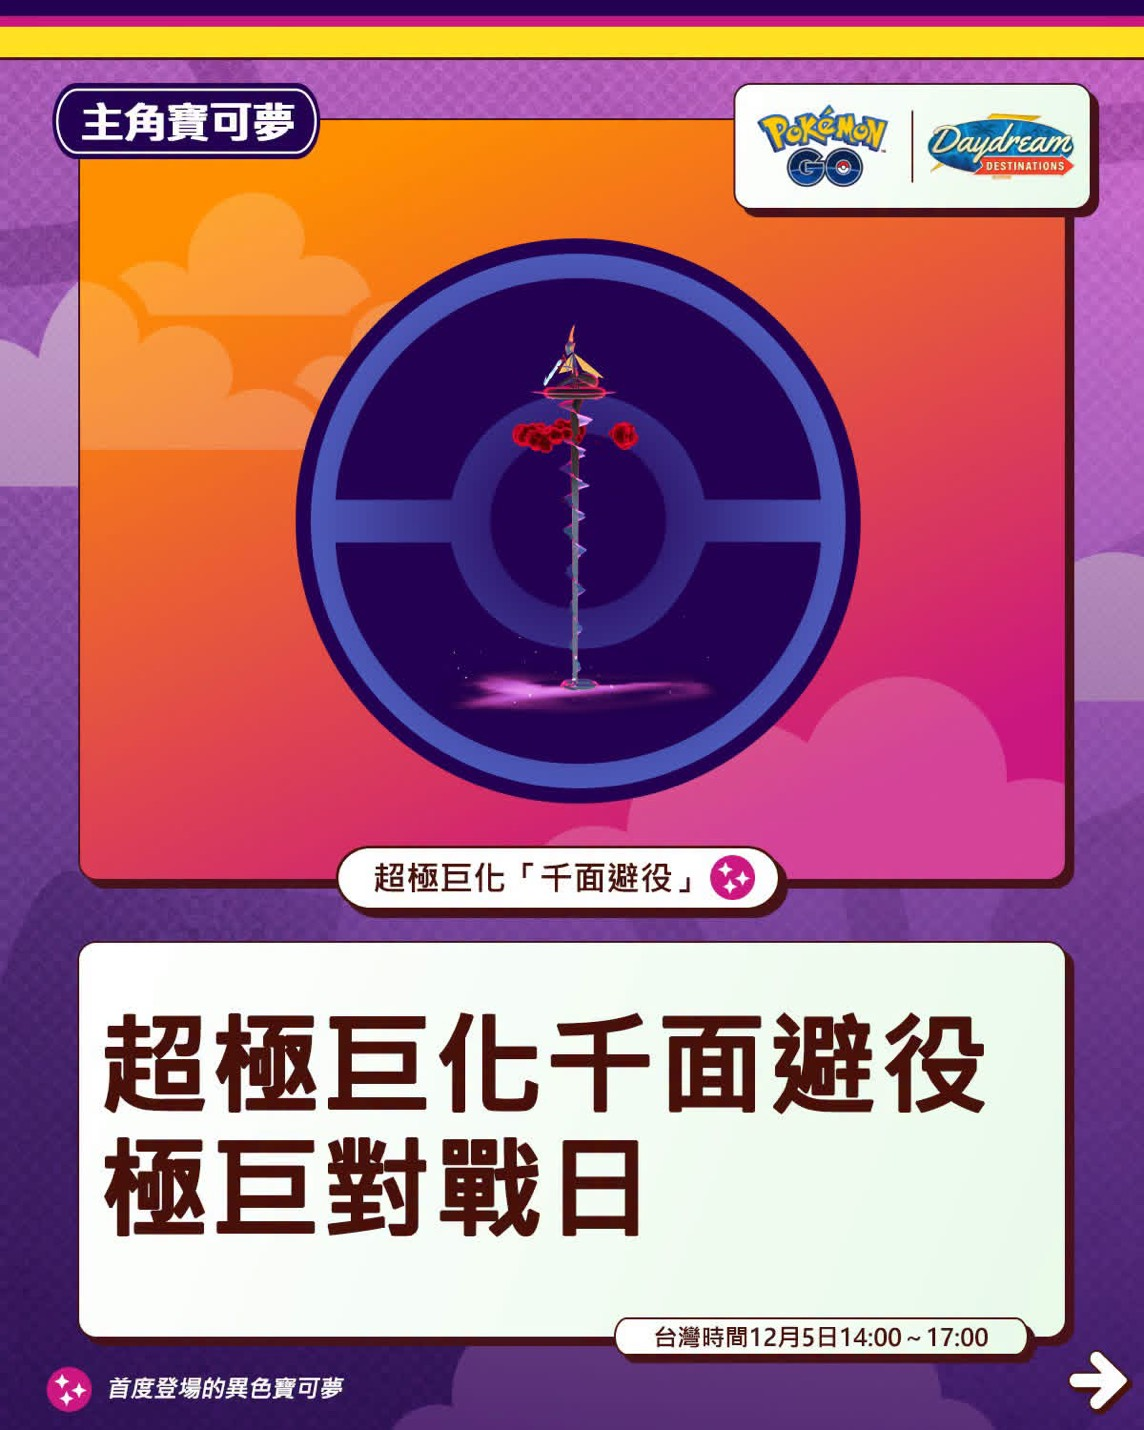 主角寶可夢
POKÉMON GO
Daydream
DESTINATIONS
超極巨化「千面避役」
超極巨化千面避役
極巨對戰日
台灣時間12月5日14:00～17:00
首度登場的異色寶可夢